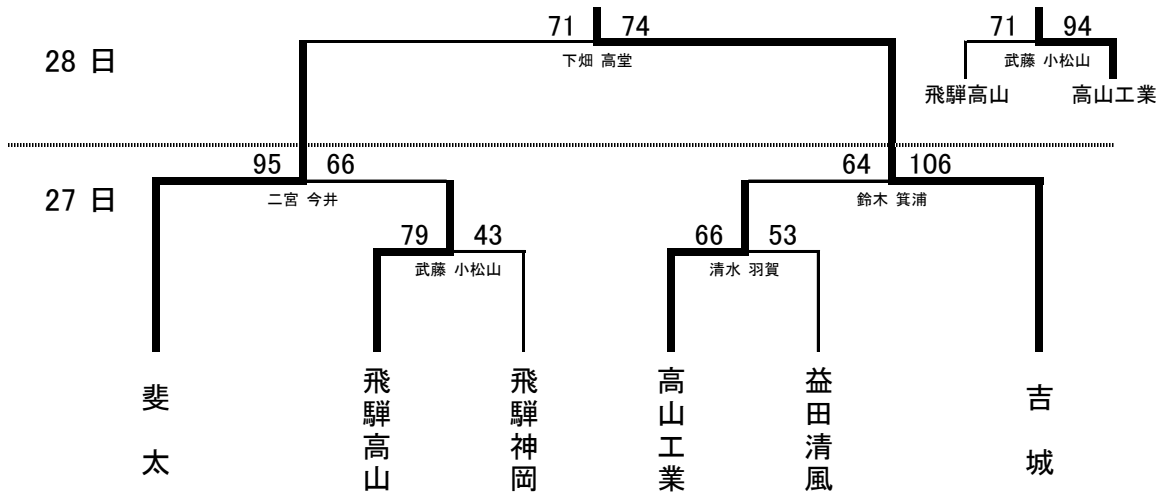 71 74
71 94
28 日
下畑 高堂
武藤 小松山
飛騨高山 高山工業
95 66
64 106
27 日
二宮 今井
鈴木 箕浦
79 43
66 53
武藤 小松山
清水 羽賀
斐太
飛騨高山
飛騨神岡
高山工業
益田清風
吉城